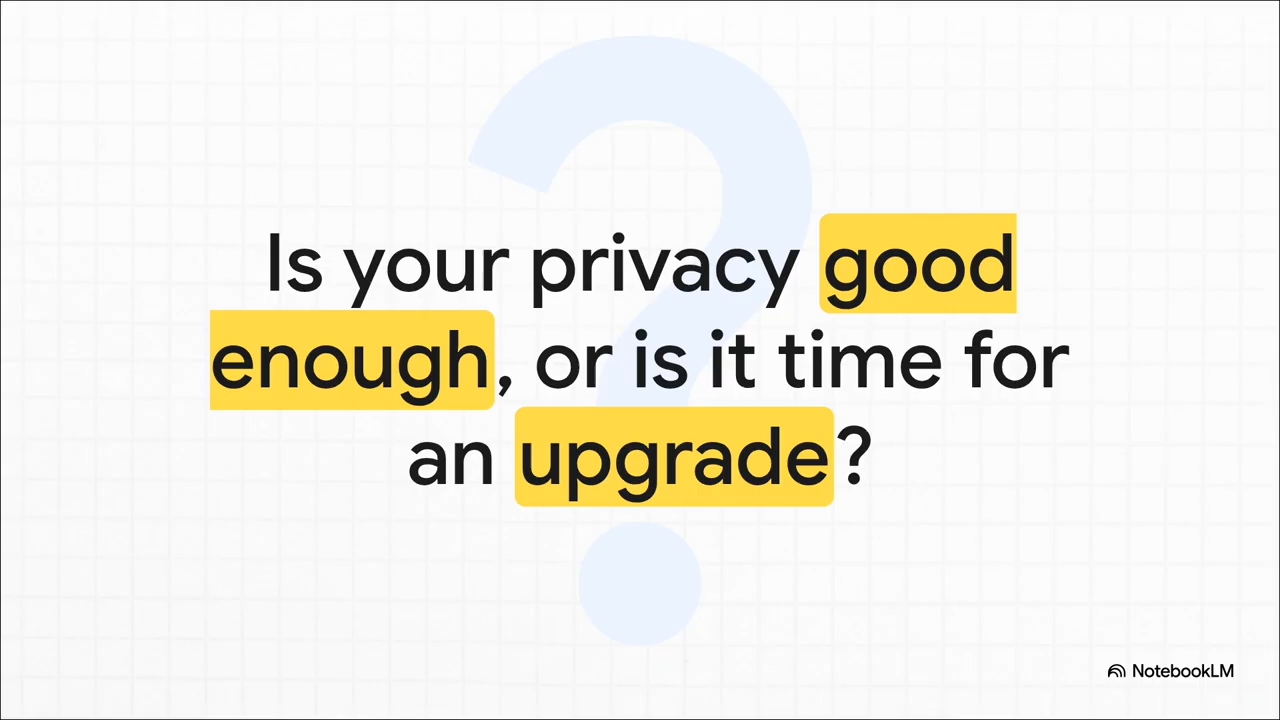 Is your privacy good
enough, or is it time for
an upgrade?
NotebookLM